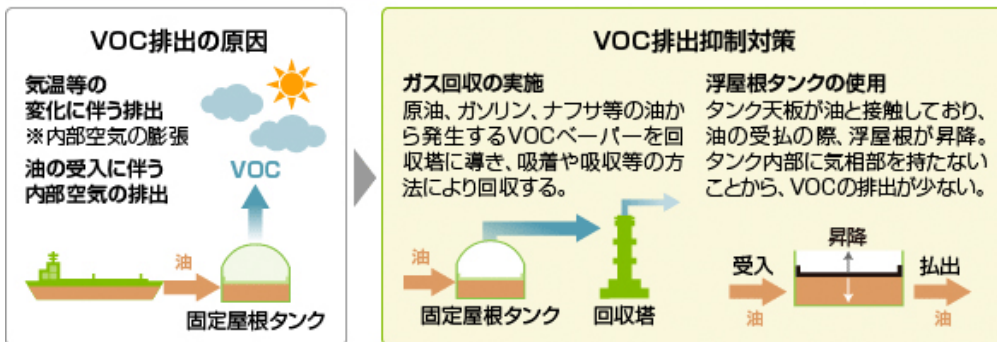 VOC排出の原因
気温等の
変化に伴う排出
※内部空気の膨張
油の受入に伴う
内部空気の排出
VOC
油
固定屋根タンク
VOC排出抑制対策
ガス回収の実施
原油、ガソリン、ナフサ等の油か
ら発生するVOCベーパーを回
収塔に導き、吸着や吸収等の方
法により回収する。
油
固定屋根タンク
回収塔
浮屋根タンクの使用
タンク天板が油と接触しており、
油の受払の際、浮屋根が昇降。
タンク内部に気相部を持たない
ことから、VOCの排出が少ない。
昇降
受入
油
払出
油